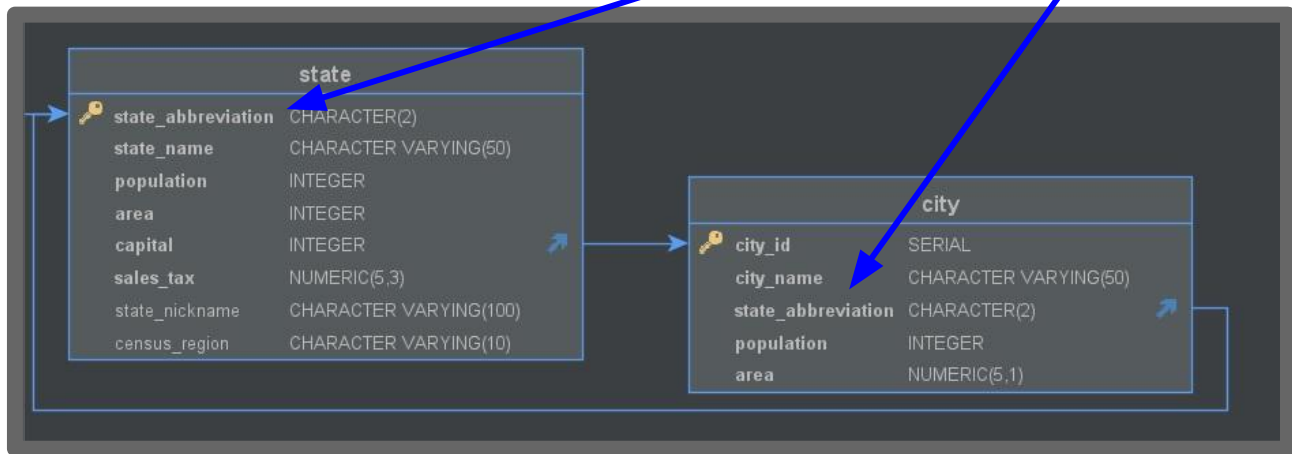 state
state_abbreviation CHARACTER(2)
state_name CHARACTER VARYING(50)
population INTEGER
area INTEGER
capital INTEGER
sales_tax NUMERIC(5,3)
state_nickname CHARACTER VARYING(100)
census_region CHARACTER VARYING(10)
city
city_id SERIAL
city_name CHARACTER VARYING(50)
state_abbreviation CHARACTER(2)
population INTEGER
area NUMERIC(5,1)